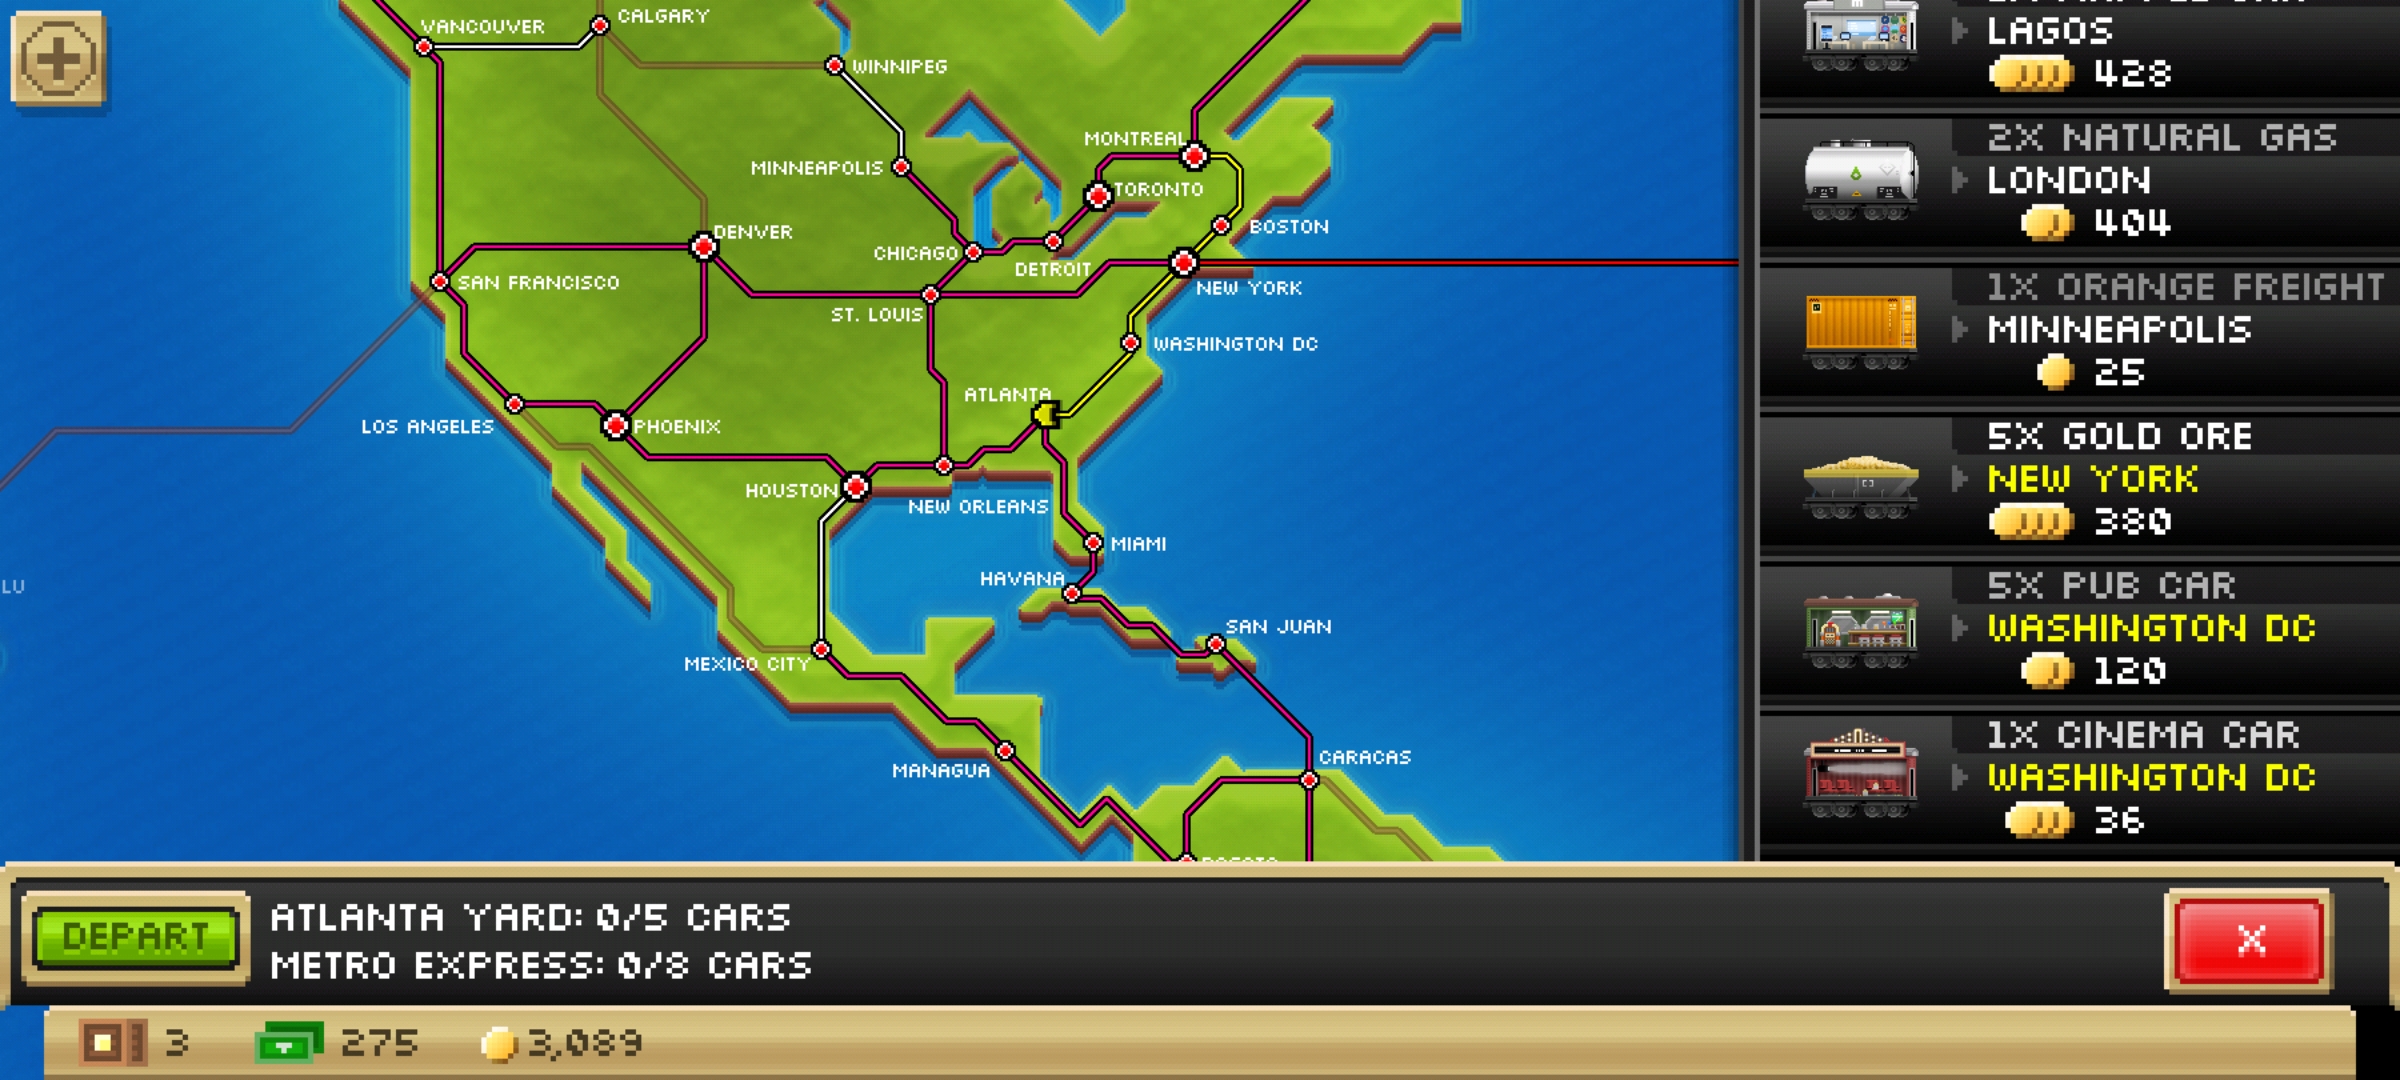 VANCOUVER
CALGARY
WINNIPEG
MONTREAL
MINNEAPOLIS
TORONTO
DENVER
BOSTON
CHICAGO
DETROIT
SAN FRANCISCO
NEW YORK
ST. LOUIS
WASHINGTON DC
ATLANTA
LOS ANGELES
PHOENIX
HOUSTON
NEW ORLEANS
MIAMI
HAVANA
LU
SAN JUAN
MEXICO CITY
CARACAS
MANAGUA
LAGOS
428
2X NATURAL GAS
LONDON
404
1X ORANGE FREIGHT
MINNEAPOLIS
25
5X GOLD ORE
NEW YORK
380
5X PUB CAR
WASHINGTON DC
120
1X CINEMA CAR
WASHINGTON DC
36
DEPART
ATLANTA YARD: 0/5 CARS
METRO EXPRESS: 0/8 CARS
X
3
275
3,089